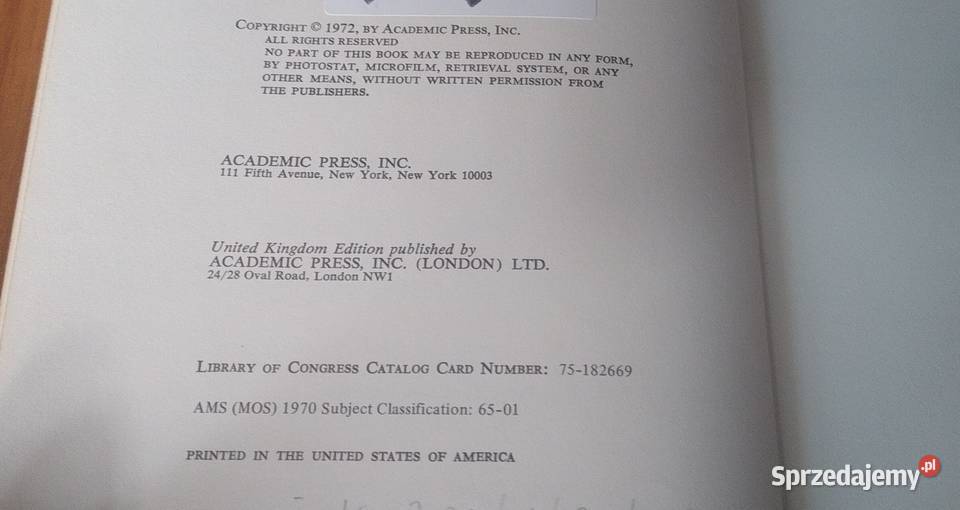 COPYRIGHT © 1972, BY ACADEMIC PRESS, INC.
ALL RIGHTS RESERVED
NO PART OF THIS BOOK MAY BE REPRODUCED IN ANY FORM,
BY PHOTOSTAT, MICROFILM, RETRIEVAL SYSTEM, OR ANY
OTHER MEANS, WITHOUT WRITTEN PERMISSION FROM
THE PUBLISHERS.
ACADEMIC PRESS, INC.
111 Fifth Avenue, New York, New York 10003
United Kingdom Edition published by
ACADEMIC PRESS, INC. (LONDON) LTD.
24/28 Oval Road, London NW1
LIBRARY OF CONGRESS CATALOG CARD NUMBER: 75-182669
AMS (MOS) 1970 Subject Classification: 65-01
PRINTED IN THE UNITED STATES OF AMERICA
Sprzedajemy.pl